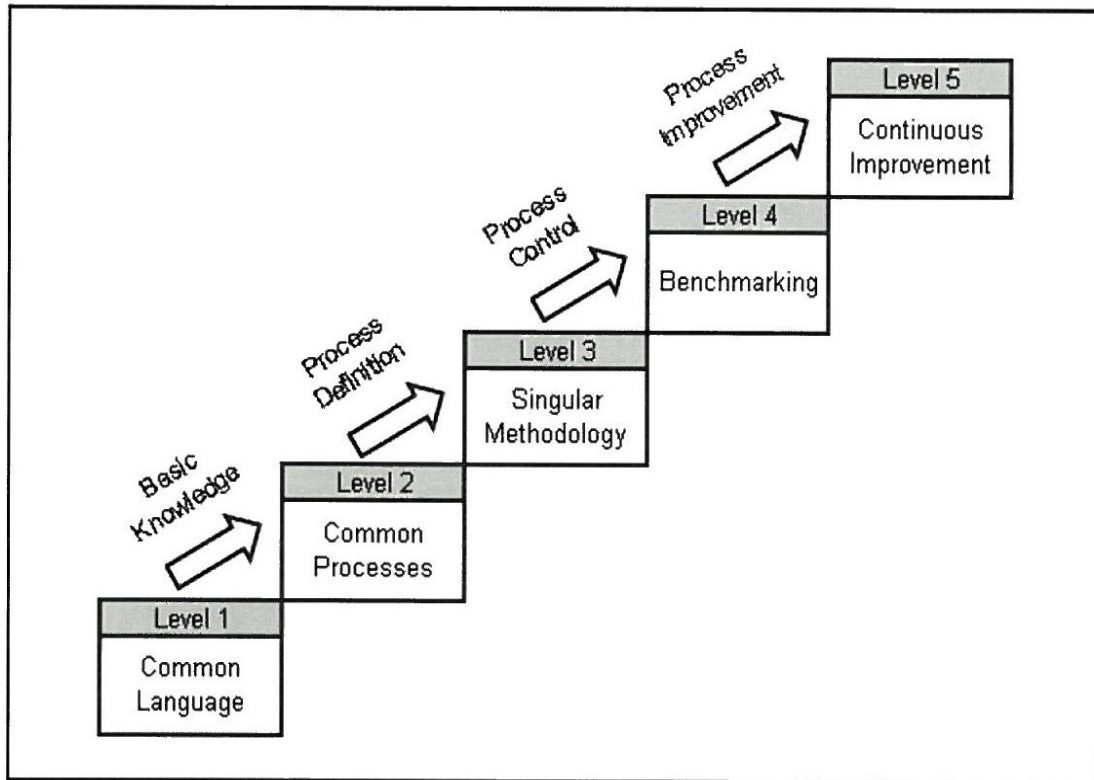 Process
Improvement
Level 5
Continuous
Improvement
Process
Control
Level 4
Benchmarking
Process
Definition
Level 3
Singular
Methodology
Basic
Knowledge
Level 2
Common
Processes
Level 1
Common
Language